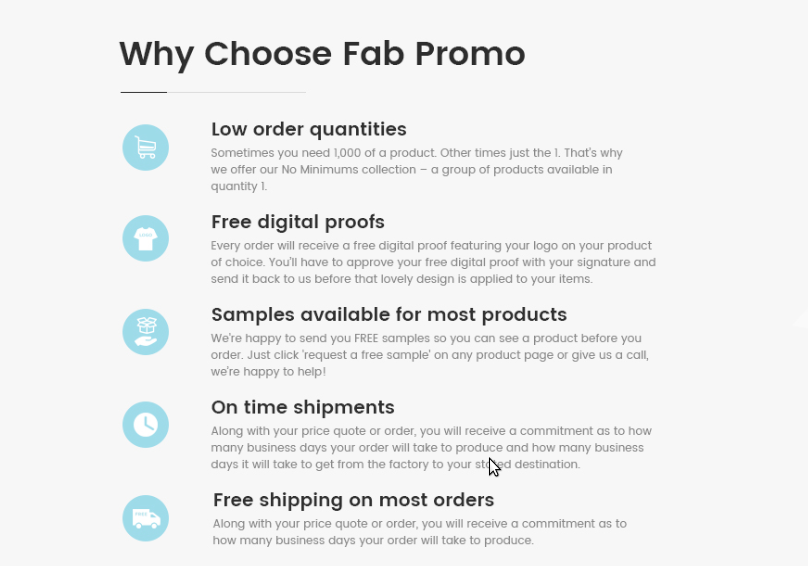 Why Choose Fab Promo
Low order quantities
Sometimes you need 1,000 of a product. Other times just the 1. That's why
we offer our No Minimums collection – a group of products available in
quantity 1.
Free digital proofs
Every order will receive a free digital proof featuring your logo on your product
of choice. You'll have to approve your free digital proof with your signature and
send it back to us before that lovely design is applied to your items.
Samples available for most products
We're happy to send you FREE samples so you can see a product before you
order. Just click 'request a free sample' on any product page or give us a call,
we're happy to help!
On time shipments
Along with your price quote or order, you will receive a commitment as to how
many business days your order will take to produce and how many business
days it will take to get from the factory to your stated destination.
Free shipping on most orders
Along with your price quote or order, you will receive a commitment as to
how many business days your order will take to produce.